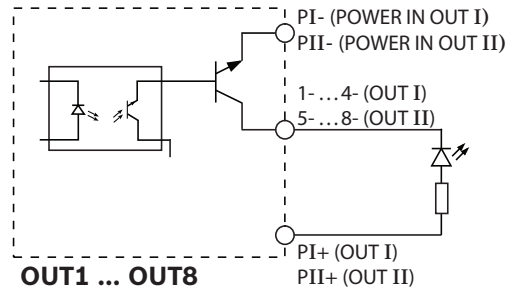 PI- (POWER IN OUT I)
PII- (POWER IN OUT II)
1- ...4- (OUT I)
5- ...8- (OUT II)
PI+ (OUT I)
PII+ (OUT II)
OUT1 ... OUT8